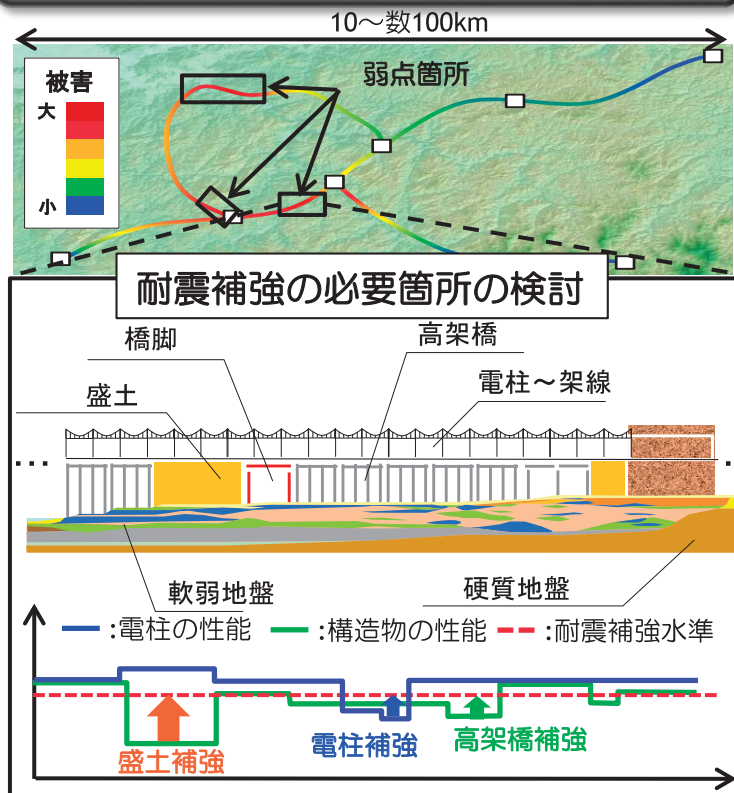 10～数100km
被害
大
小
弱点箇所
耐震補強の必要箇所の検討
橋脚
高架橋
盛土
電柱～架線
軟弱地盤
硬質地盤
:電柱の性能
:構造物の性能
:耐震補強水準
盛土補強
電柱補強
高架橋補強